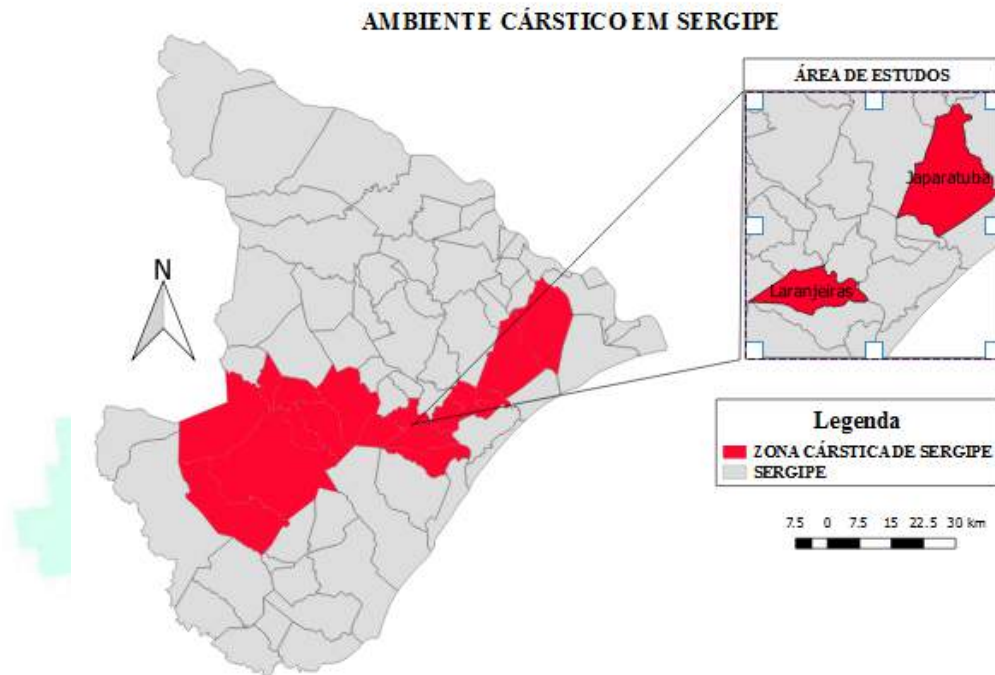 AMBIENTE CÁRSTICO EM SERGIPE
ÁREA DE ESTUDOS
Japaratuba
Laranjeiras
N
Legenda
ZONA CÁRSTICA DE SERGIPE
SERGIPE
7.5 0 7.5 15 22.5 30 km